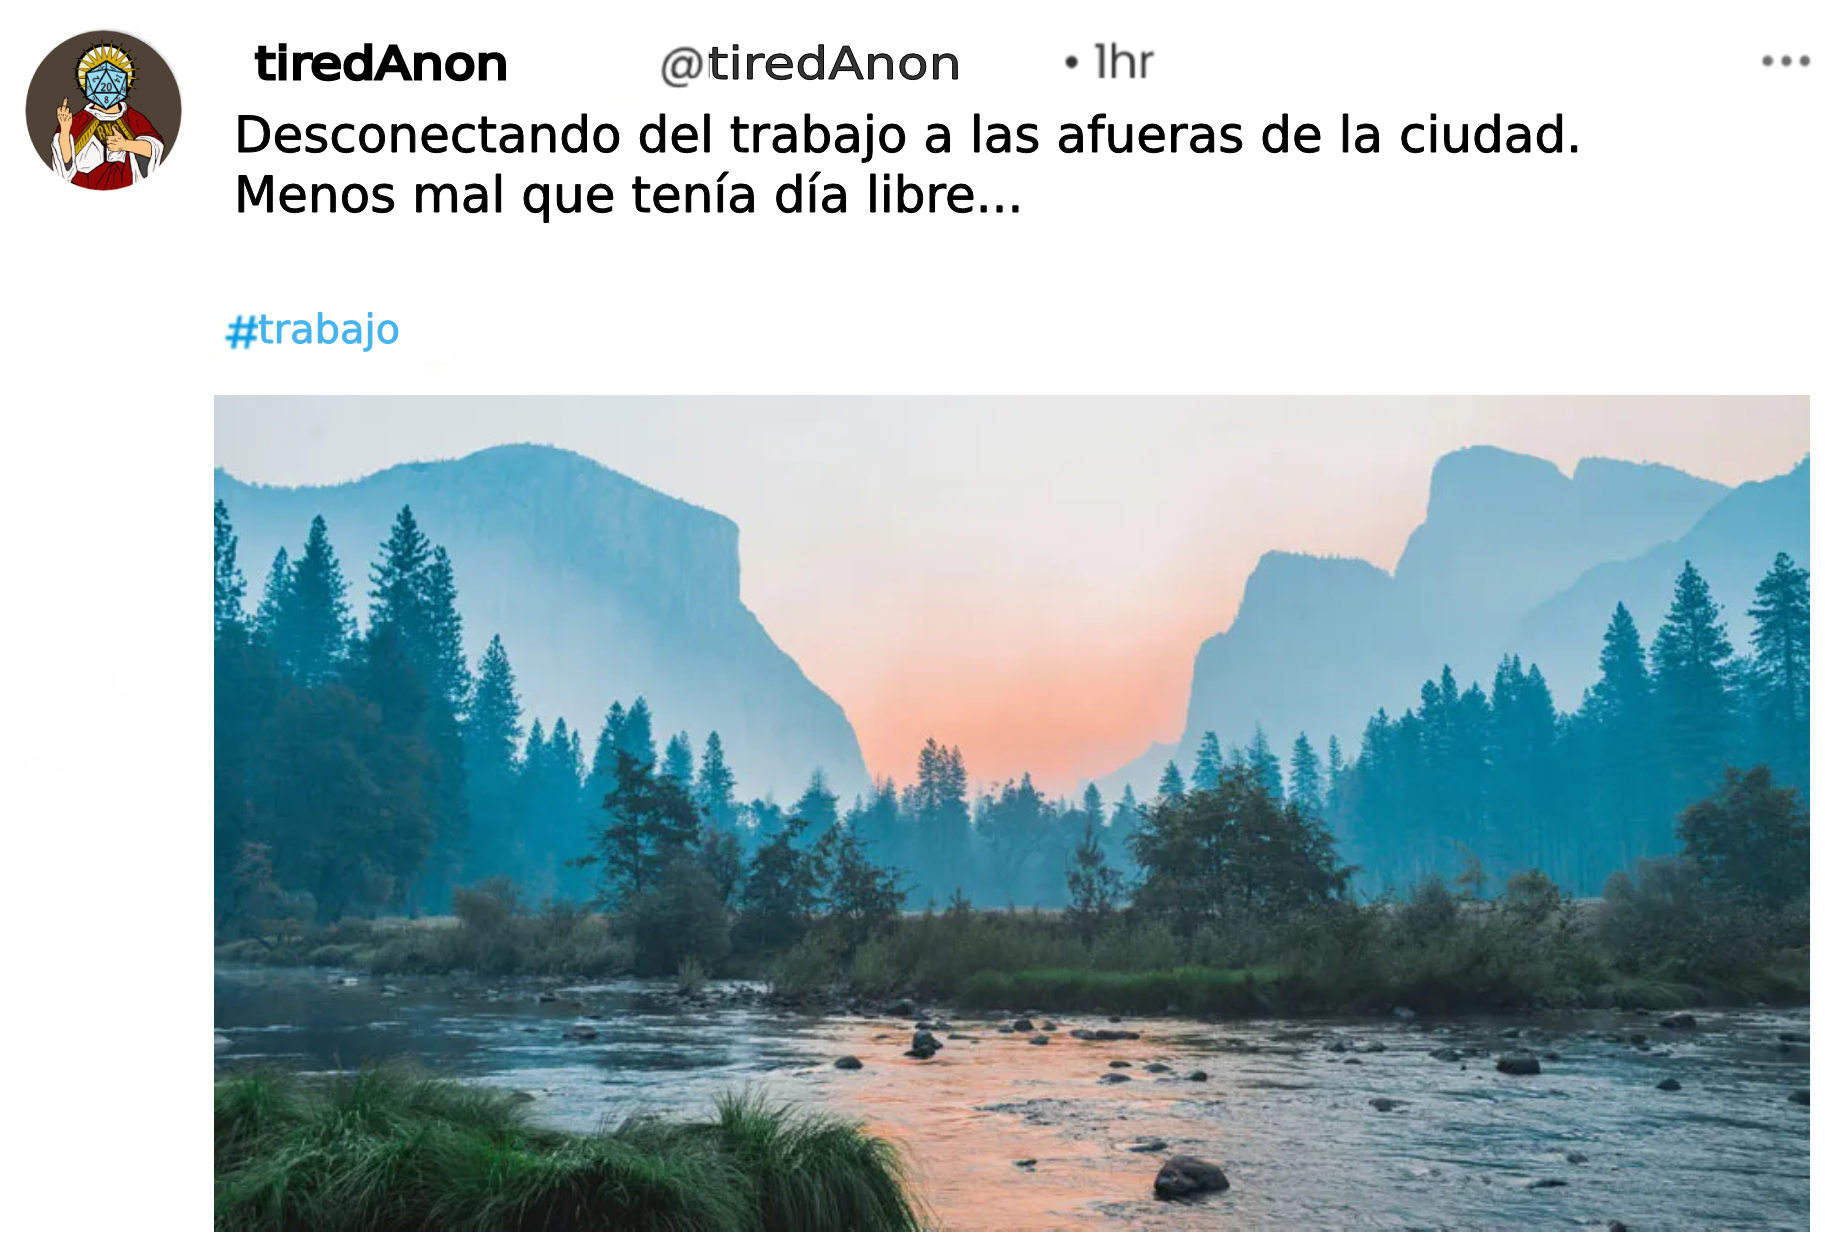 tiredAnon @tiredAnon • 1hr
Desconectando del trabajo a las afueras de la ciudad.
Menos mal que tenía día libre...
#trabajo